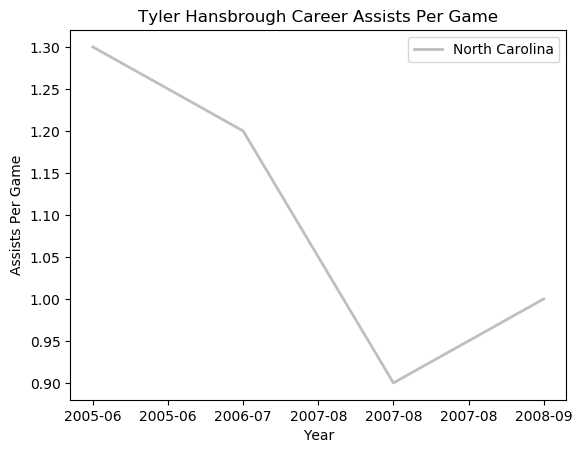 Tyler Hansbrough Career Assists Per Game
North Carolina
1.30
1.25
1.20
1.15
1.10
1.05
1.00
0.95
0.90
Assists Per Game
2005-06 2005-06 2006-07 2007-08 2007-08 2007-08 2008-09
Year